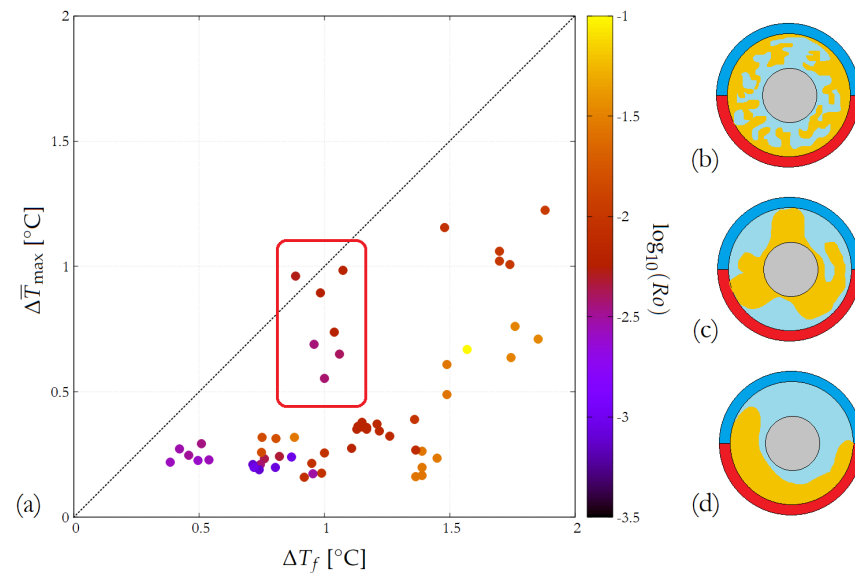 2
1.5
1
0.5
0
ΔT̅max [°C]
(a)
0
0.5
1
1.5
2
ΔTf [°C]
-1
-1.5
-2
-2.5
-3
-3.5
log10(Ro)
(b)
(c)
(d)